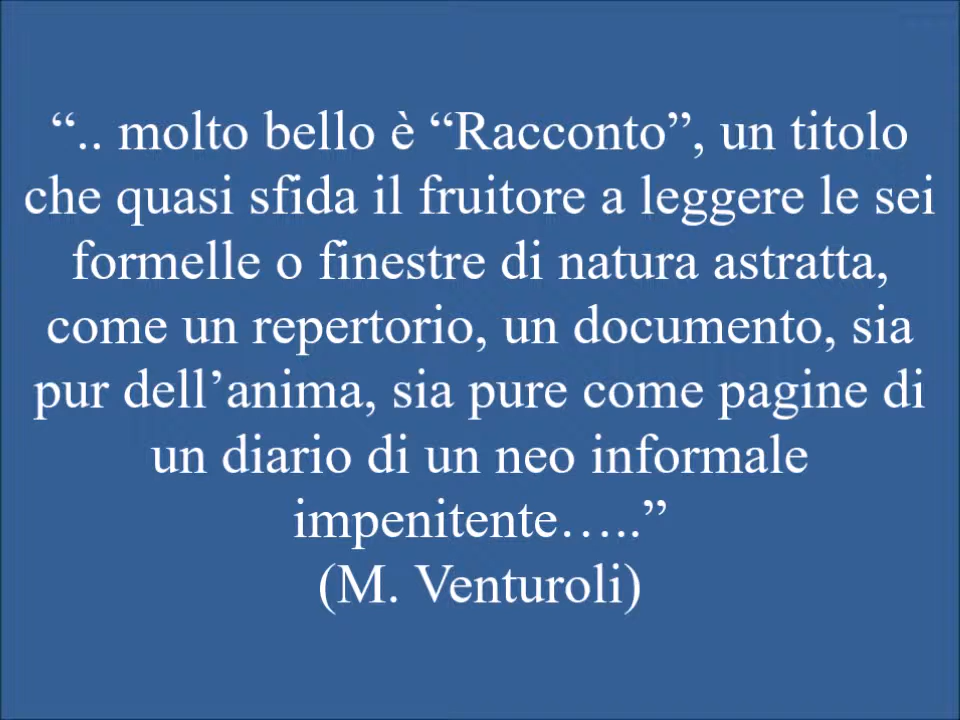 “.. molto bello è “Racconto”, un titolo
che quasi sfida il fruitore a leggere le sei
formelle o finestre di natura astratta,
come un repertorio, un documento, sia
pur dell’anima, sia pure come pagine di
un diario di un neo informale
impenitente…..”
(M. Venturoli)